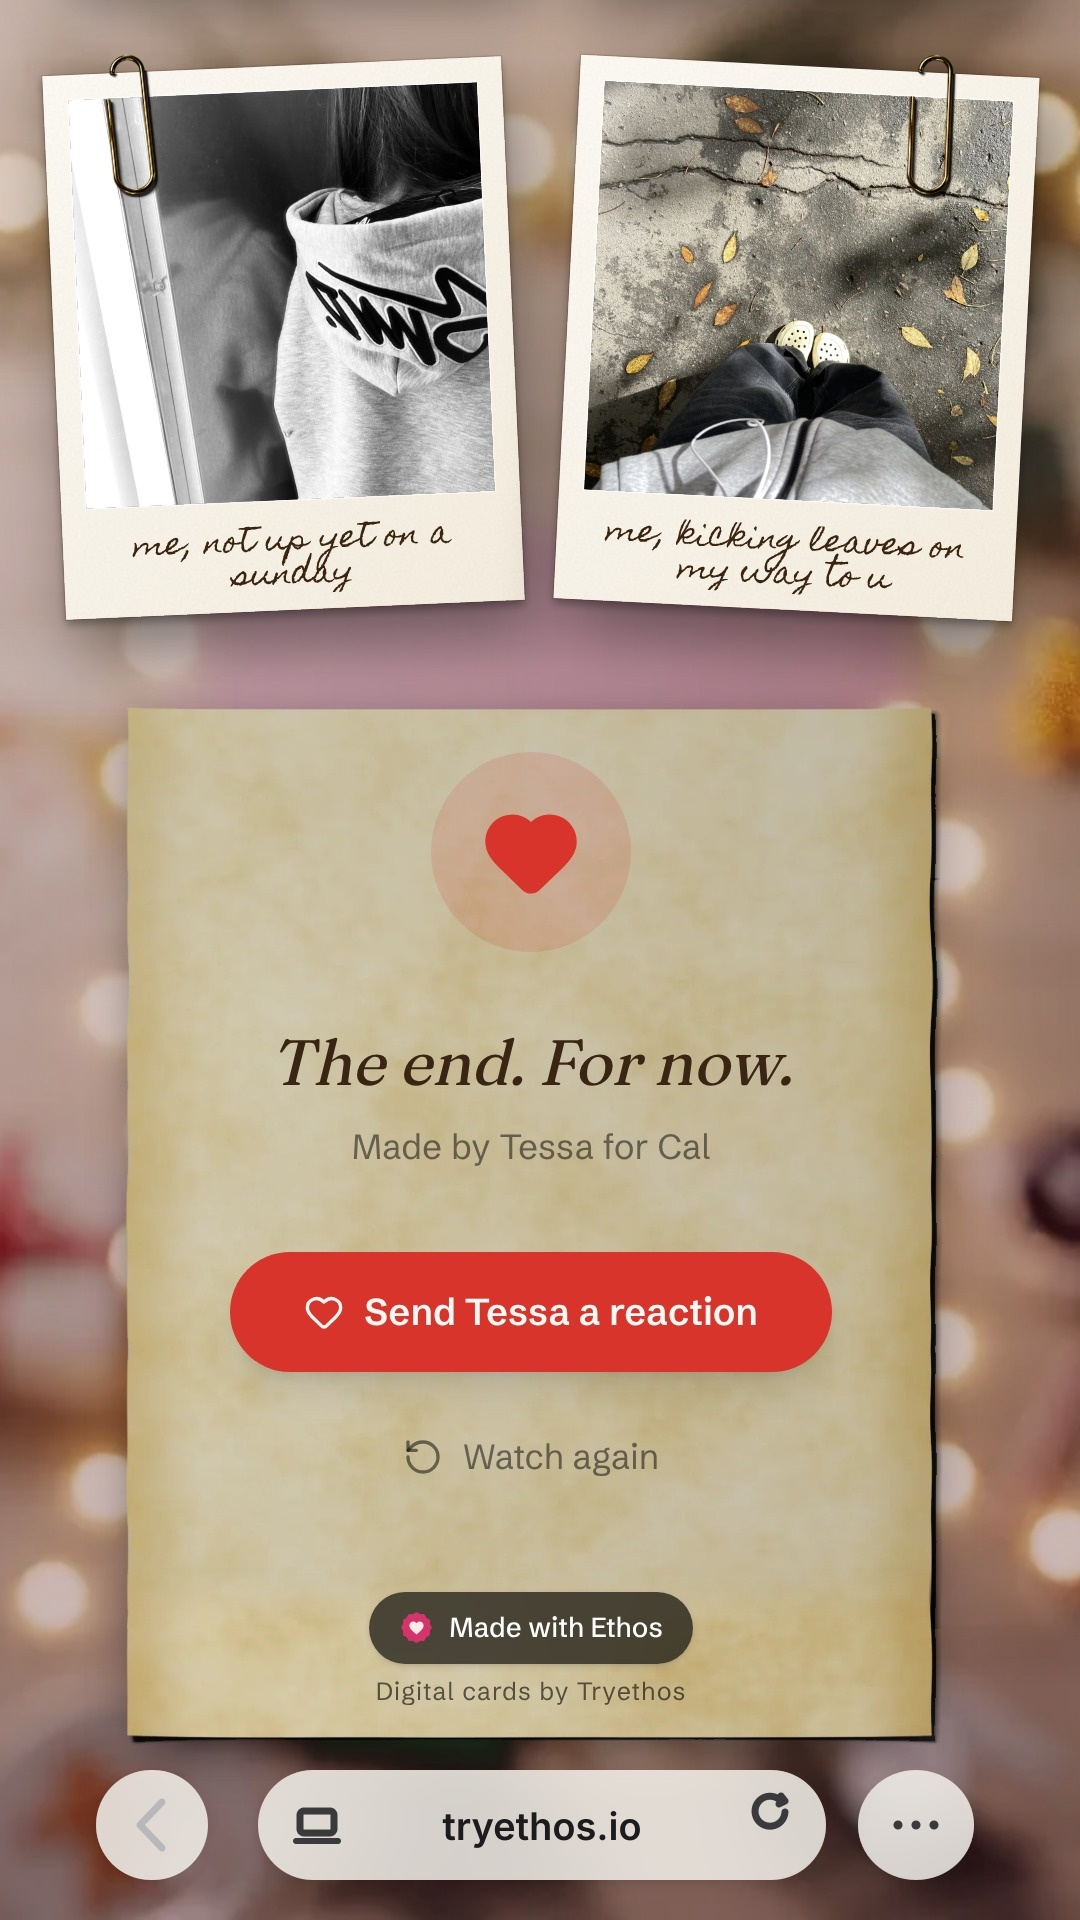 me, not up yet on a
sunday
me, kicking leaves on
my way to u
The end. For now.
Made by Tessa for Cal
Send Tessa a reaction
Watch again
Made with Ethos
Digital cards by Tryethos
tryethos.io